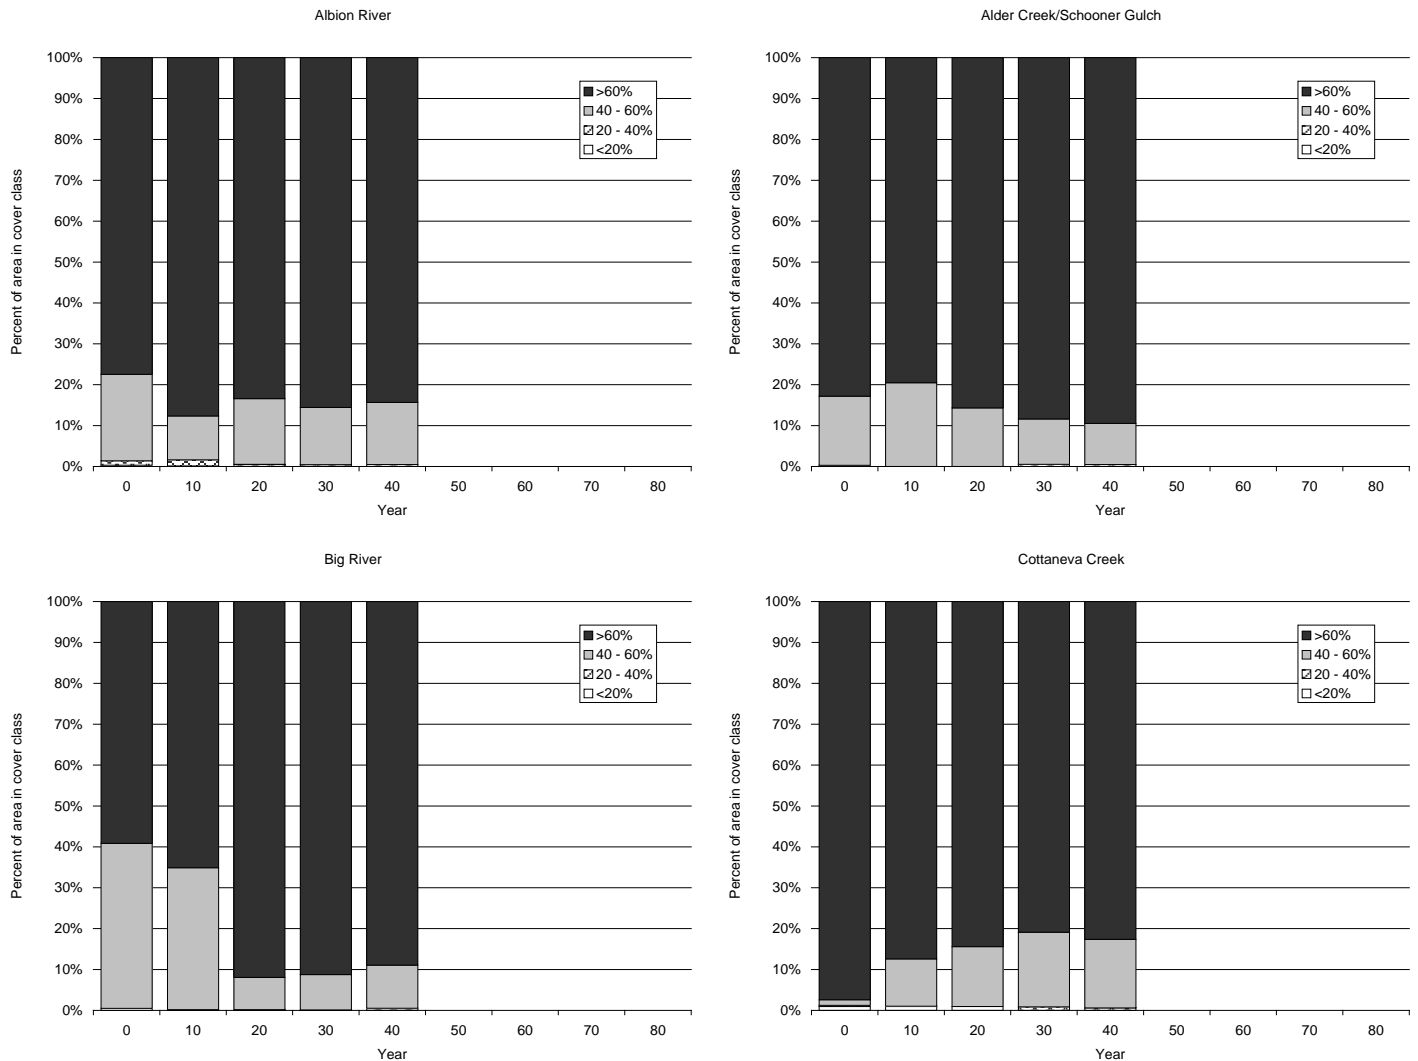 Albion River
100%
90%
80%
70%
60%
50%
40%
30%
20%
10%
0%
Percent of area in cover class
>60%
40 - 60%
20 - 40%
<20%
0 10 20 30 40 50 60 70 80
Year
Alder Creek/Schooner Gulch
100%
90%
80%
70%
60%
50%
40%
30%
20%
10%
0%
Percent of area in cover class
>60%
40 - 60%
20 - 40%
<20%
0 10 20 30 40 50 60 70 80
Year
Big River
100%
90%
80%
70%
60%
50%
40%
30%
20%
10%
0%
Percent of area in cover class
>60%
40 - 60%
20 - 40%
<20%
0 10 20 30 40 50 60 70 80
Year
Cottaneva Creek
100%
90%
80%
70%
60%
50%
40%
30%
20%
10%
0%
Percent of area in cover class
>60%
40 - 60%
20 - 40%
<20%
0 10 20 30 40 50 60 70 80
Year